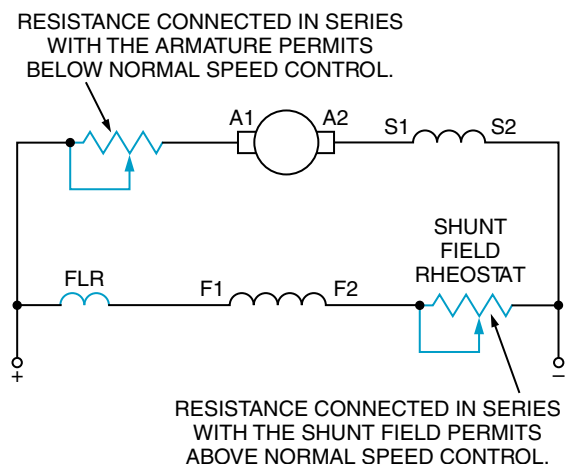 RESISTANCE CONNECTED IN SERIES
WITH THE ARMATURE PERMITS
BELOW NORMAL SPEED CONTROL.
A1 A2 S1 S2
SHUNT
FIELD
RHEOSTAT
FLR F1 F2
+ –
RESISTANCE CONNECTED IN SERIES
WITH THE SHUNT FIELD PERMITS
ABOVE NORMAL SPEED CONTROL.